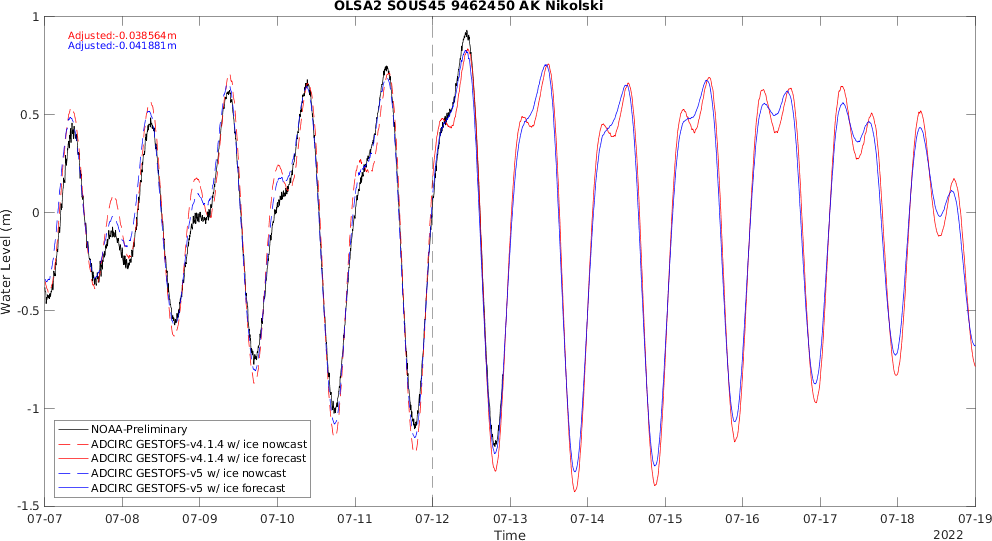 OLSA2 SOUS45 9462450 AK Nikolski
Adjusted:-0.038564m
Adjusted:-0.041881m
Water Level (m)
1
0.5
0
-0.5
-1
-1.5
NOAA-Preliminary
ADCIRC GESTOFS-v4.1.4 w/ ice nowcast
ADCIRC GESTOFS-v4.1.4 w/ ice forecast
ADCIRC GESTOFS-v5 w/ ice nowcast
ADCIRC GESTOFS-v5 w/ ice forecast
07-07 07-08 07-09 07-10 07-11 07-12 07-13 07-14 07-15 07-16 07-17 07-18 07-19
Time
2022